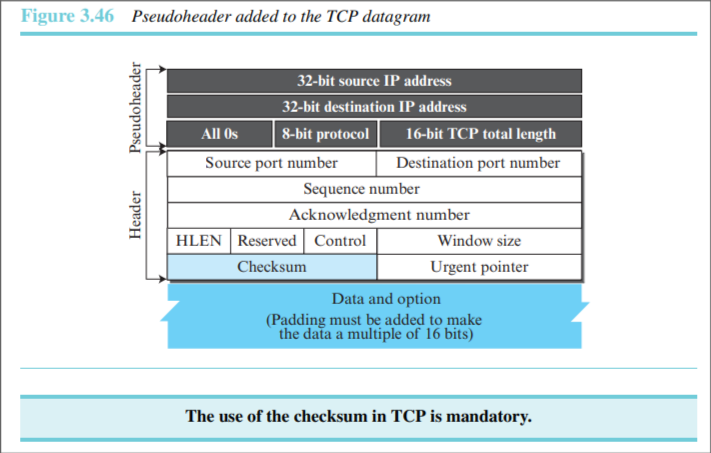 Figure 3.46 Pseudoheader added to the TCP datagram
Pseudoheader
32-bit source IP address
32-bit destination IP address
All 0s 8-bit protocol 16-bit TCP total length
Header
Source port number Destination port number
Sequence number
Acknowledgment number
HLEN Reserved Control Window size
Checksum Urgent pointer
Data and option
(Padding must be added to make
the data a multiple of 16 bits)
The use of the checksum in TCP is mandatory.